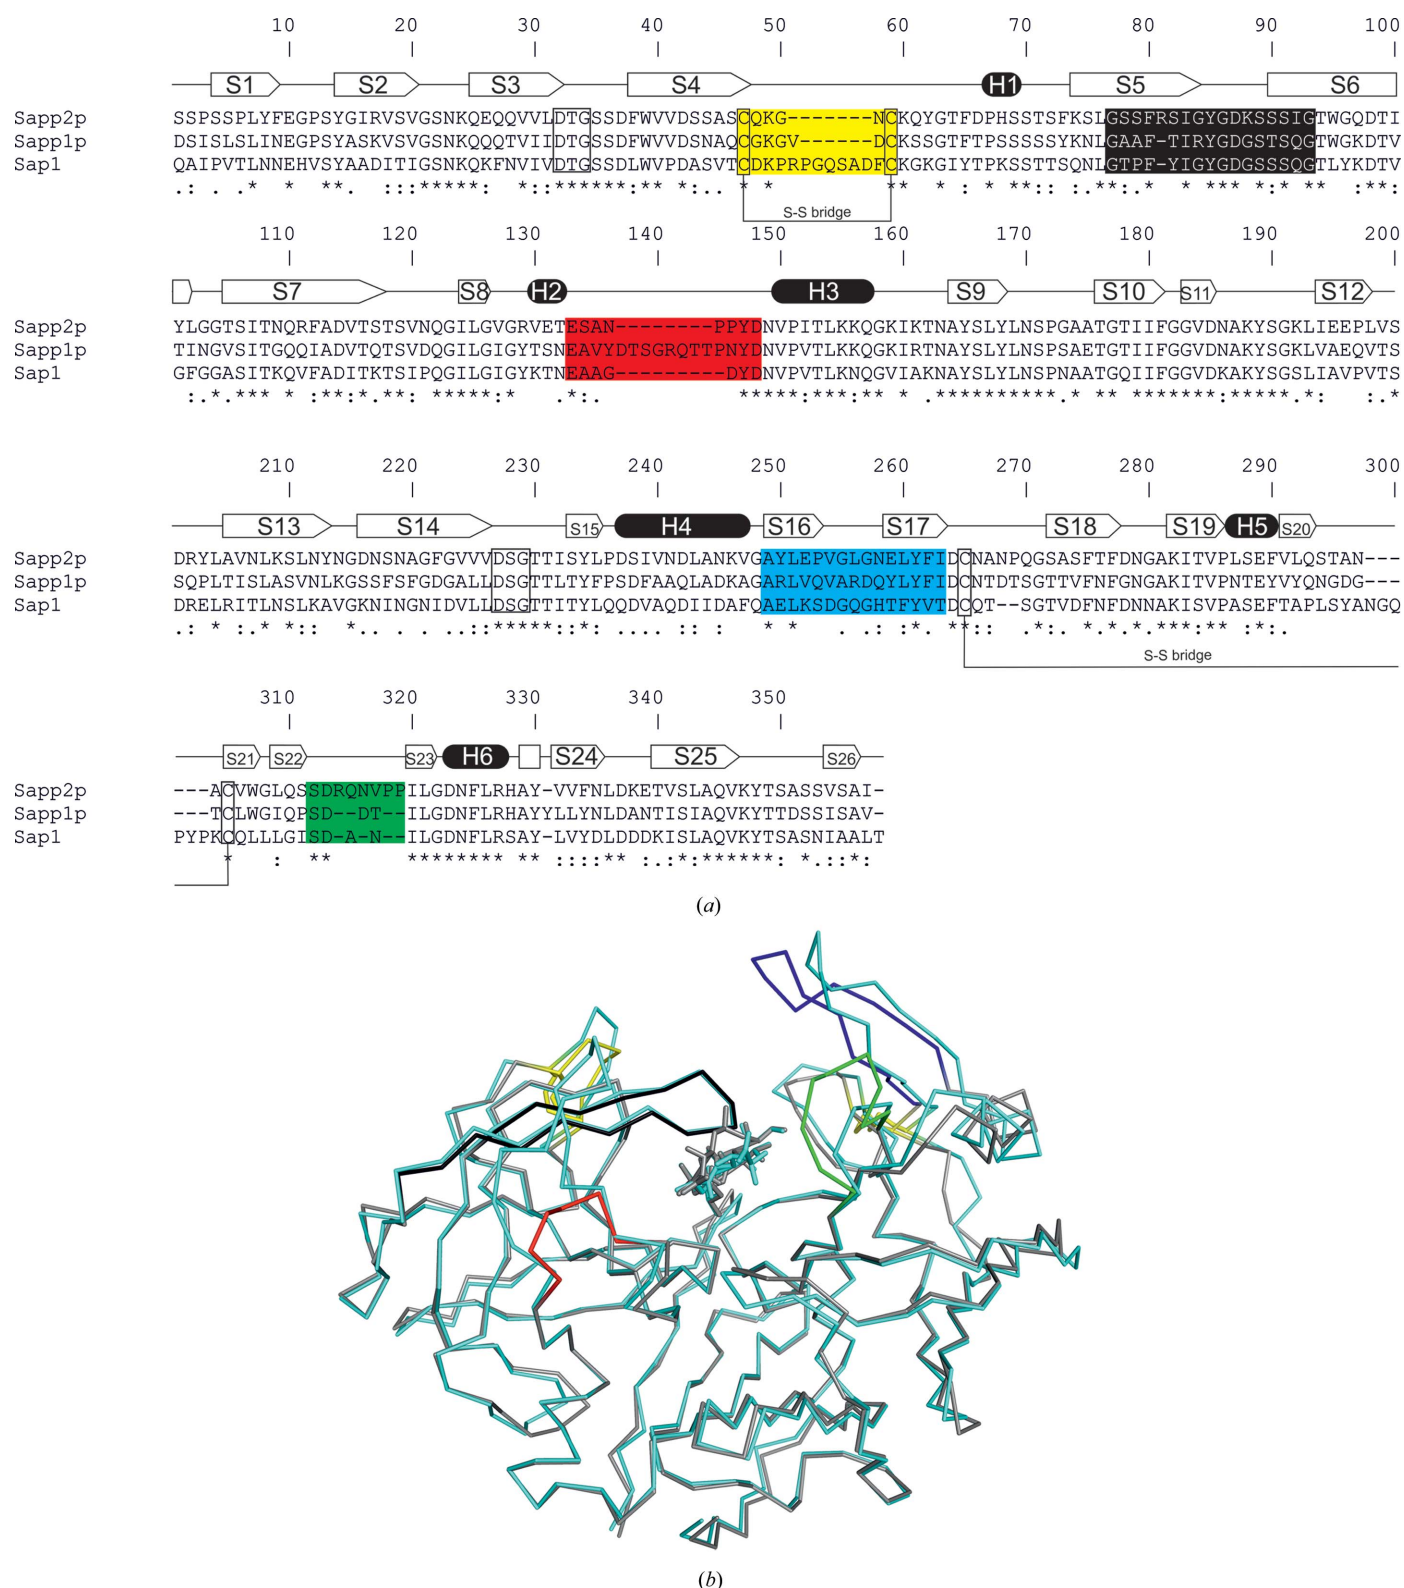 10 20 30 40 50 60 70 80 90 100
S1 S2 S3 S4 H1 S5 S6
Sapp2p SSPSSPLYFEGPSYGIRVSVGSNKQEQQVVLDTGSSDFWVVDSSASCQKG-------NCKQYGTFDPHSSTSFKSLGSSFRSIGYGDKSSSIGTWGQDTI
Sapp1p DSISLSLINEGPSYASKVSVGSNKQQQTVIIDTGSSDFWVVDSNAQCGKGV------DCKSSGTFTPSSSSSYKNLGAAF-TIRYGDGSTSQGTWGKDTV
Sap1 QAIPVTLNNEHVSYAADITIGSNKQKFNVIVDTGSSDLWVPDASVTCDKPRPGQSADFCKGKGIYTPKSSTTSQNLGTPF-YIGYGDGSSSQGTLYKDTV
.: . .* * **. :::***** :*********:** *:.. * * ** * ** **:: :**:.* * **:***:* ** **:
S-S bridge
110 120 130 140 150 160 170 180 190 200
S7 S8 H2 H3 S9 S10 S11 S12
Sapp2p YLGGTSITNQRFADVTSTSVNQGILGVGRVETESAN--------PPYDNVPITLKKQGKIKTNAYSLYLNSPGAATGTIIFGGVDNAKYSGKLIEEPLVS
Sapp1p TINGVSITGQQIADVTQTSVDQGILGIGYTSNEAVYDTSGRQTTPNYDNVPVTLKKQGKIRTNAYSLYLNSPSAETGTIIFGGVDNAKYSGKLVAEQVTS
Sap1 GFGGASITKQVFADITKTSIPQGILGIGYKTNEAAG---------DYDNVPVTLKNQGVIAKNAYSLYLNSPNAATGQIIFGGVDKAKYSGSLIAVPVTS
:.*.*** * :**:*.**: *****:* .*:. *****:***:** * .**********.* ** *******:*****.*: :.*
210 220 230 240 250 260 270 280 290 300
S13 S14 S15 H4 S16 S17 S18 S19 H5 S20
Sapp2p DRYLAVNLKSLNYNGDNSNAGFGVVVDSGTTISYLPDSIVNDLANKVGAYLEPVGLGNELYFIDCNANPQGSASFTFDNGAKITVPLSEFVLQSTAN---
Sapp1p SQPLTISLASVNLKGSSFSFGDGALLDSGTTLTYFPSDFAAQLADKAGARLVQVARDQYLYFIDCNTDTSGTTVFNFGNGAKITVPNTEYVYQNGDG---
Sap1 DRELRITLNSLKAVGKNINGNIDVLLDSGTTITYLQQDVAQDIIDAFQAELKSDGQGHTFYVTDCQT--SGTVDFNFDNNAKISVPASEFTAPLSYANGQ
.: * :.* *:: *.. . . .::*****::*: ... :: : * * . .: :*. **:: *:. *.*.*.***:** :*:.
S-S bridge
310 320 330 340 350
S21 S22 S23 H6 S24 S25 S26
Sapp2p ---ACVWGLQSSDRQNVPPILGDNFLRHAY-VVFNLDKETVSLAQVKYTSASSVSAI-
Sapp1p ---TCLWGIQPSD--DT--ILGDNFLRHAYYLLYNLDANTISIAQVKYTTDSSISAV-
Sap1 PYPKCQLLLGISD-A-N--ILGDNFLRSAY-LVYDLDDDKISLAQVKYTSASNIAALT
* : ** ******** ** ::::** :.:*:******: *.::*:
(a)
(b)